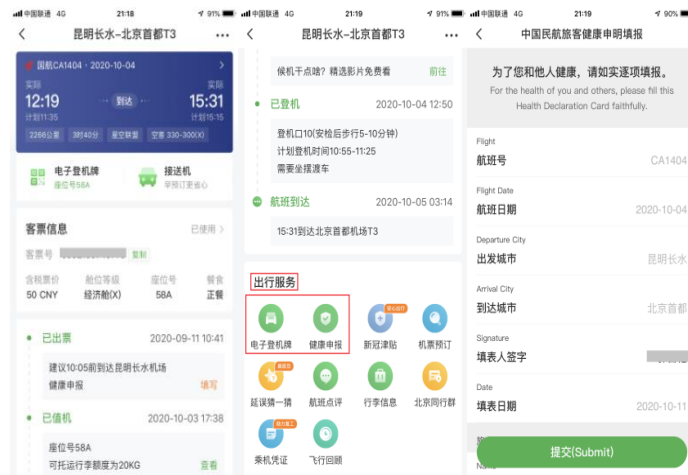 中国联通 4G
21:18
91%
昆明长水-北京首都T3
国航CA1404 · 2020-10-04
实际
实际
12:19
到达
15:31
计划11:35
计划15:15
2266公里
3时40分
星空联盟
空客 330-300(X)
电子登机牌
座位号58A
接送机
早预订更省心
客票信息
已使用 >
客票号
复制
含税票价
舱位等级
座位号
餐食
50 CNY
经济舱(X)
58A
正餐
已出票
2020-09-11 10:41
建议10:05前到达昆明长水机场
健康申报
填写
已值机
2020-10-03 17:38
座位号58A
可托运行李额度为20KG
查看
中国联通 4G
21:19
91%
昆明长水-北京首都T3
候机干点啥？精选影片免费看
前往
已登机
2020-10-04 12:50
登机口10(安检后步行5-10分钟)
计划登机时间10:55-11:25
需要坐摆渡车
航班到达
2020-10-05 03:14
15:31到达北京首都机场T3
出行服务
电子登机牌
健康申报
新冠津贴
机票预订
延误猜一猜
航班点评
行李信息
北京同行群
乘机凭证
飞行回顾
中国联通 4G
21:19
90%
中国民航旅客健康申明填报
为了您和他人健康，请如实逐项填报。
For the health of you and others, please fill this
Health Declaration Card faithfully.
Flight
航班号
CA1404
Flight Date
航班日期
2020-10-04
Departure City
出发城市
昆明长水
Arrival City
到达城市
北京首都
Signature
填表人签字
Date
填表日期
2020-10-11
提交(Submit)